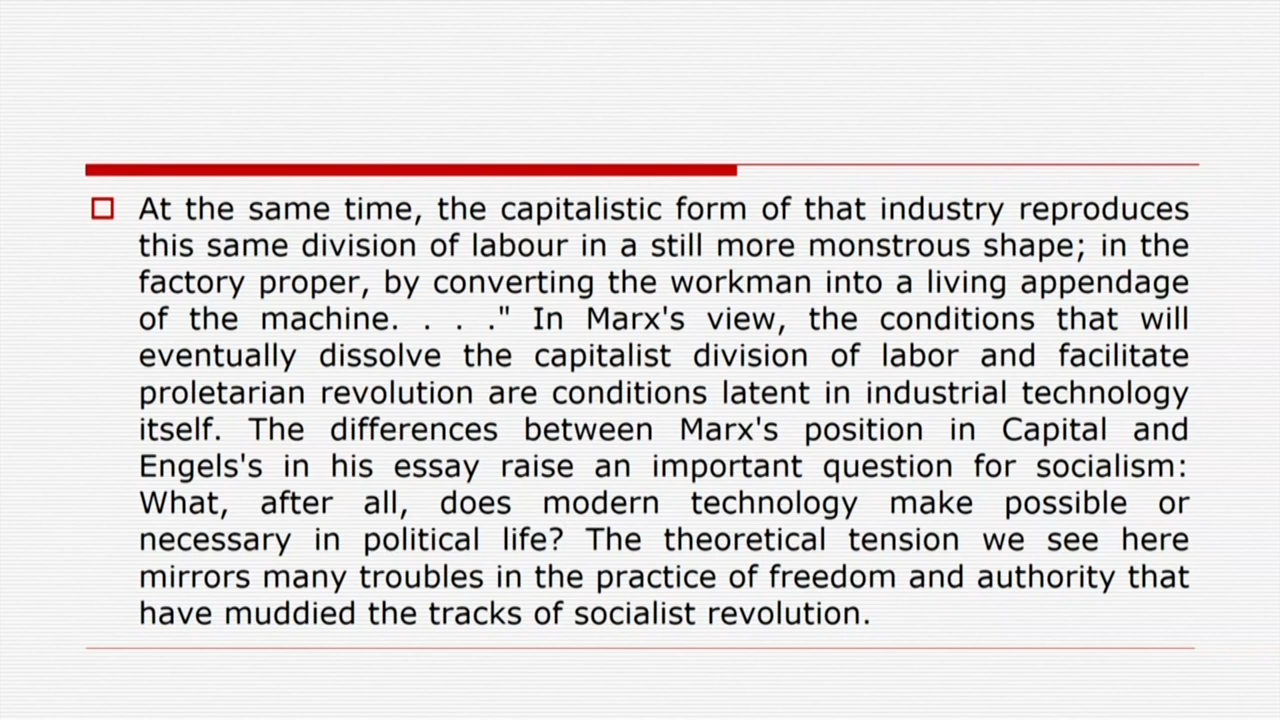 At the same time, the capitalistic form of that industry reproduces
this same division of labour in a still more monstrous shape; in the
factory proper, by converting the workman into a living appendage
of the machine. . . ." In Marx's view, the conditions that will
eventually dissolve the capitalist division of labor and facilitate
proletarian revolution are conditions latent in industrial technology
itself. The differences between Marx's position in Capital and
Engels's in his essay raise an important question for socialism:
What, after all, does modern technology make possible or
necessary in political life? The theoretical tension we see here
mirrors many troubles in the practice of freedom and authority that
have muddied the tracks of socialist revolution.